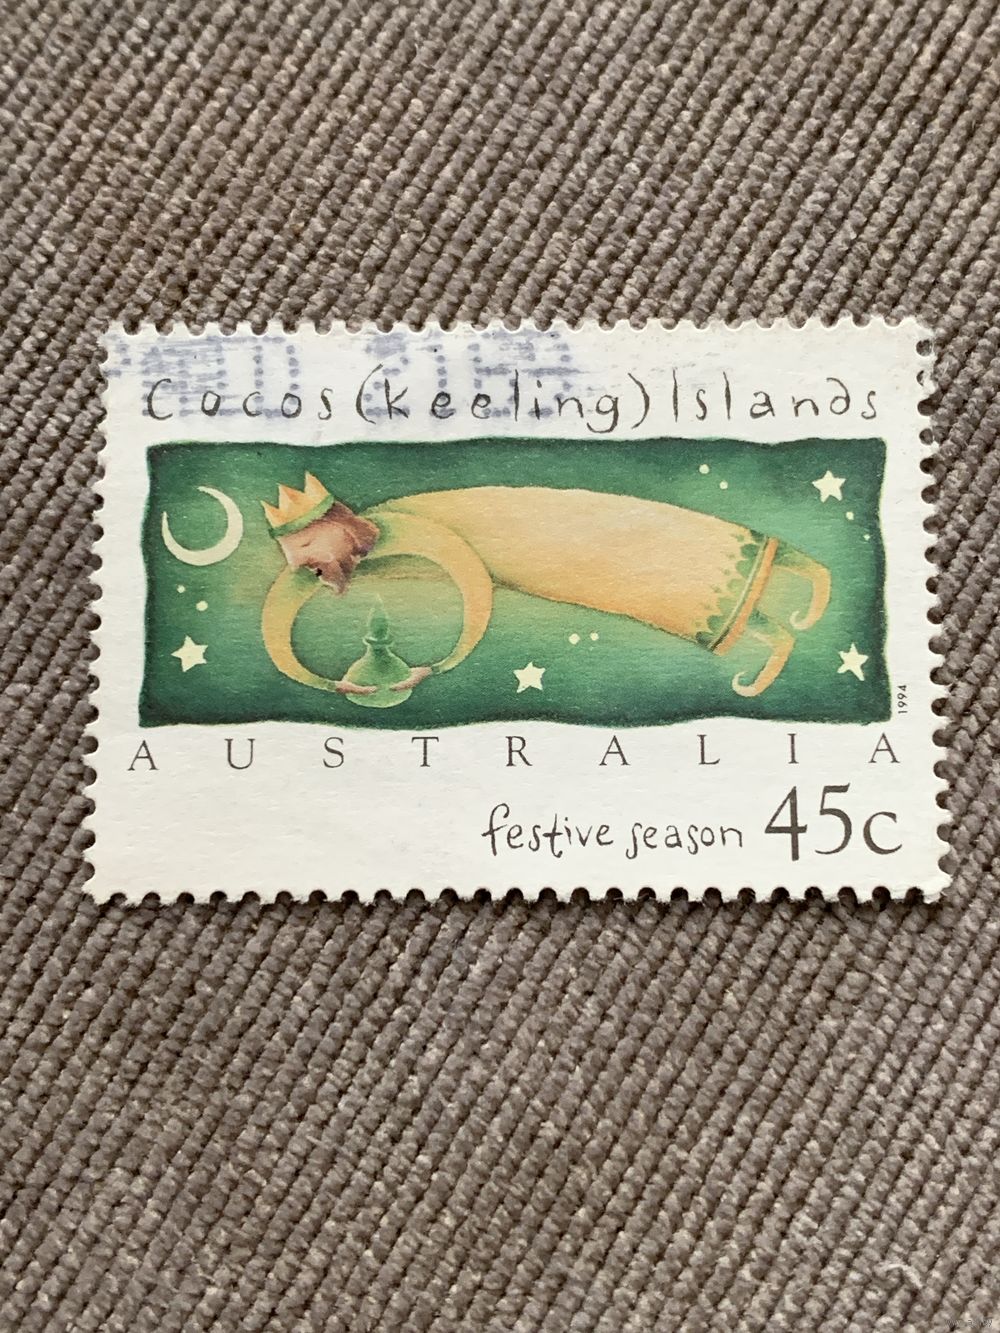 Cocos (keeling) Islands
1994
AUSTRALIA
festive season 45c